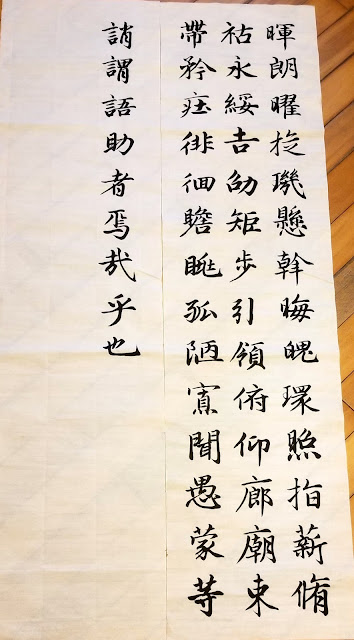 暉朗曜旋璣懸幹晦魄環照指薪脩
祜永綏吉劭矩步引領俯仰廊廟束
帶矜莊徘徊瞻眺孤陋寡聞愚蒙等
誚謂語助者焉哉乎也